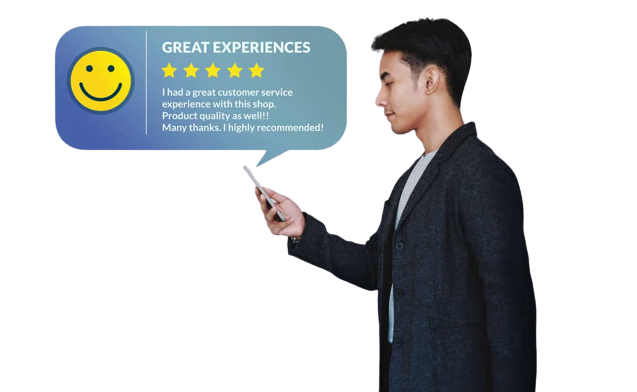 GREAT EXPERIENCES
I had a great customer service
experience with this shop.
Product quality as well!!
Many thanks. I highly recommended!